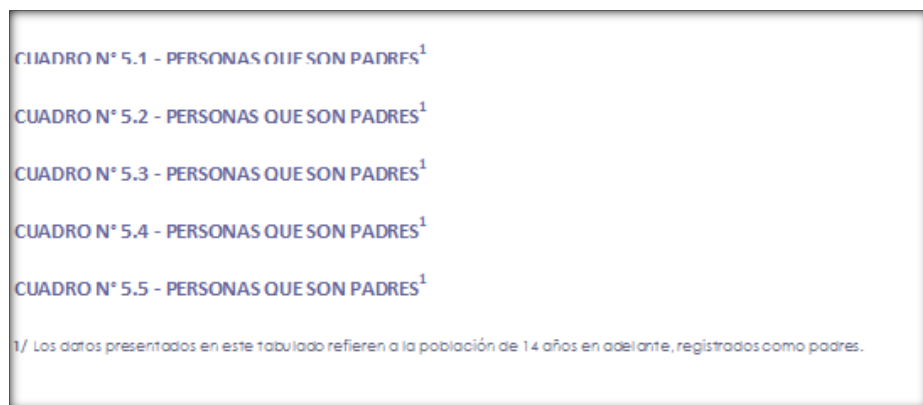 CUADRO N° 5.1 - PERSONAS QUE SON PADRES¹
CUADRO N° 5.2 - PERSONAS QUE SON PADRES¹
CUADRO N° 5.3 - PERSONAS QUE SON PADRES¹
CUADRO N° 5.4 - PERSONAS QUE SON PADRES¹
CUADRO N° 5.5 - PERSONAS QUE SON PADRES¹
1/ Los datos presentados en este tabulado refieren a la población de 14 años en adelante, registrados como padres.